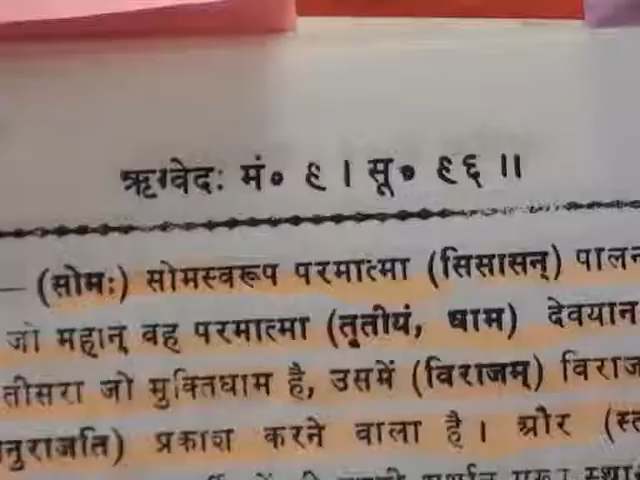 ऋग्वेदः मं० ९ । सू० ९६ ॥
— (सोमः) सोमस्वरूप परमात्मा (सिसासन्) पालन
जो महान् वह परमात्मा (तृतीयं, धाम) देवयान
तीसरा जो मुक्तिधाम है, उसमें (विराजम्) विराज
नुराजति) प्रकाश करने वाला है । और (स्त